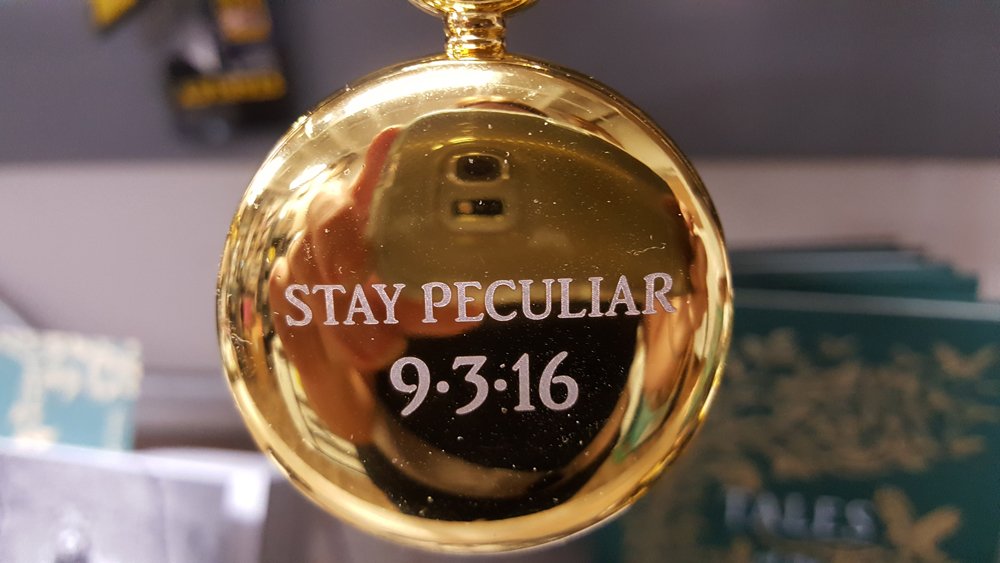 STAY PECULIAR
9·3·16
TALES